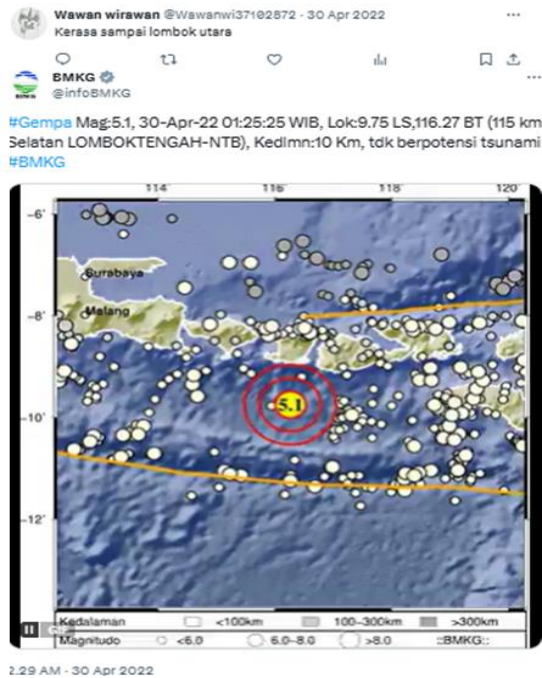 Wawan wirawan @Wawanwi37102872 · 30 Apr 2022
Kerasa sampai lombok utara
BMKG
@infoBMKG
#Gempa Mag:5.1, 30-Apr-22 01:25:25 WIB, Lok:9.75 LS,116.27 BT (115 km
Selatan LOMBOKTENGAH-NTB), Kedlmn:10 Km, tdk berpotensi tsunami
#BMKG
114°
116°
118°
120°
-6°
Surabaya
Malang
-8°
5.1
-10°
-12°
Kedalaman <100km 100-300km >300km
Magnitudo <6.0 6.0-8.0 >8.0 ::BMKG::
GIF
2.29 AM · 30 Apr 2022